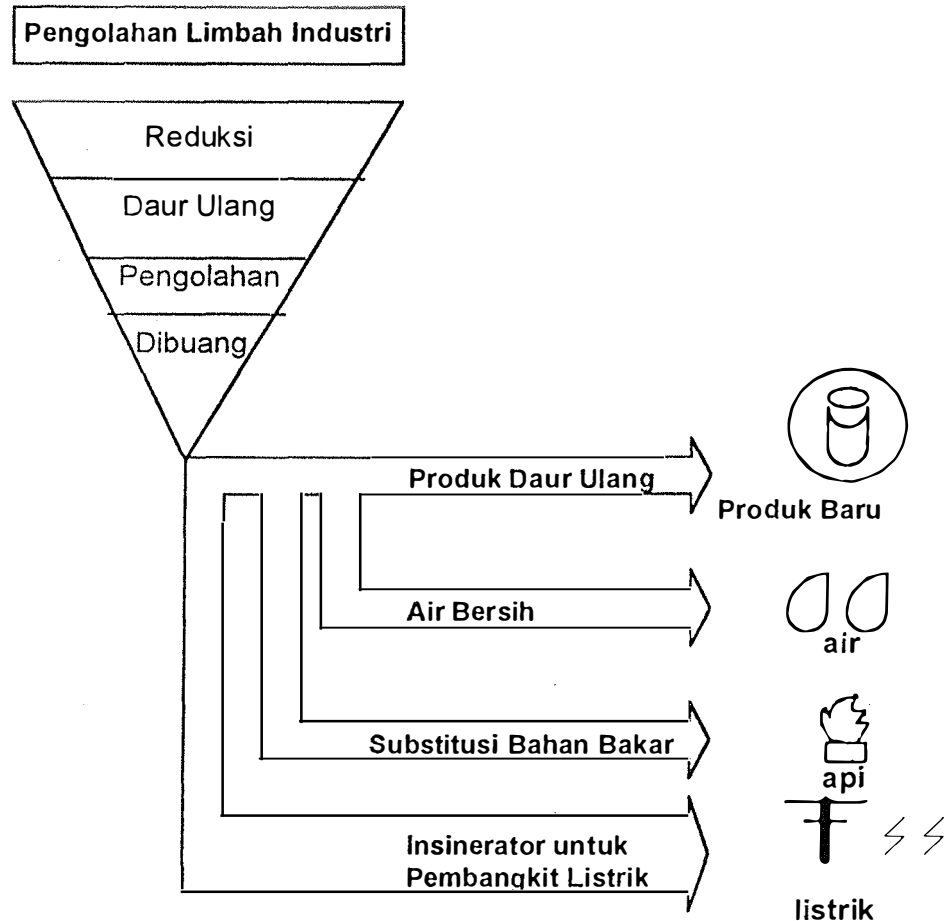 Pengolahan Limbah Industri
Reduksi
Daur Ulang
Pengolahan
Dibuang
Produk Daur Ulang
Produk Baru
Air Bersih
air
Substitusi Bahan Bakar
api
Insinerator untuk
Pembangkit Listrik
listrik